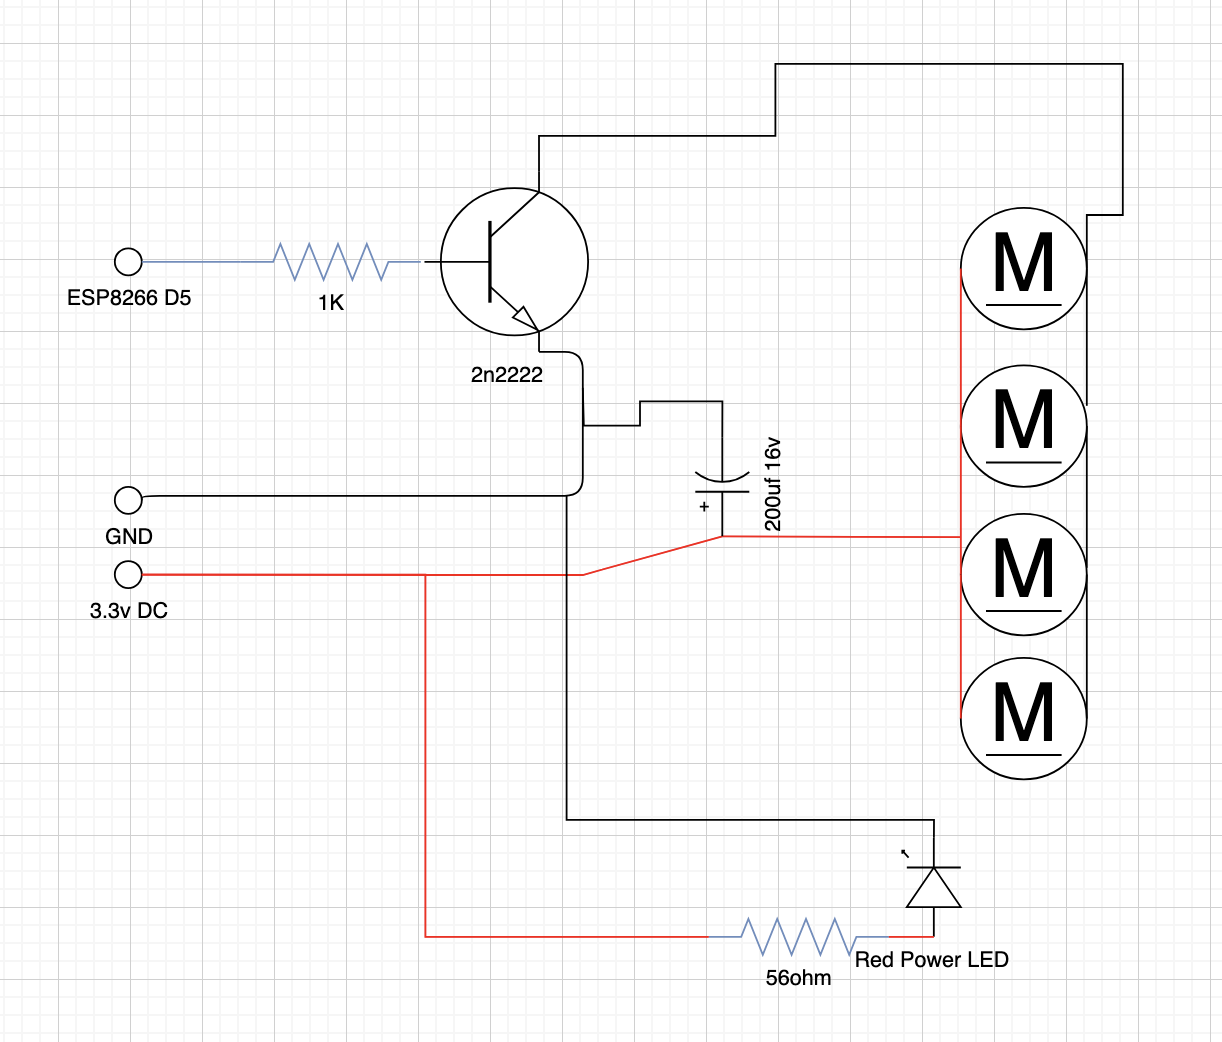 M
ESP8266 D5
1K
2n2222
M
200uf 16v
+
GND
M
3.3v DC
M
Red Power LED
56ohm